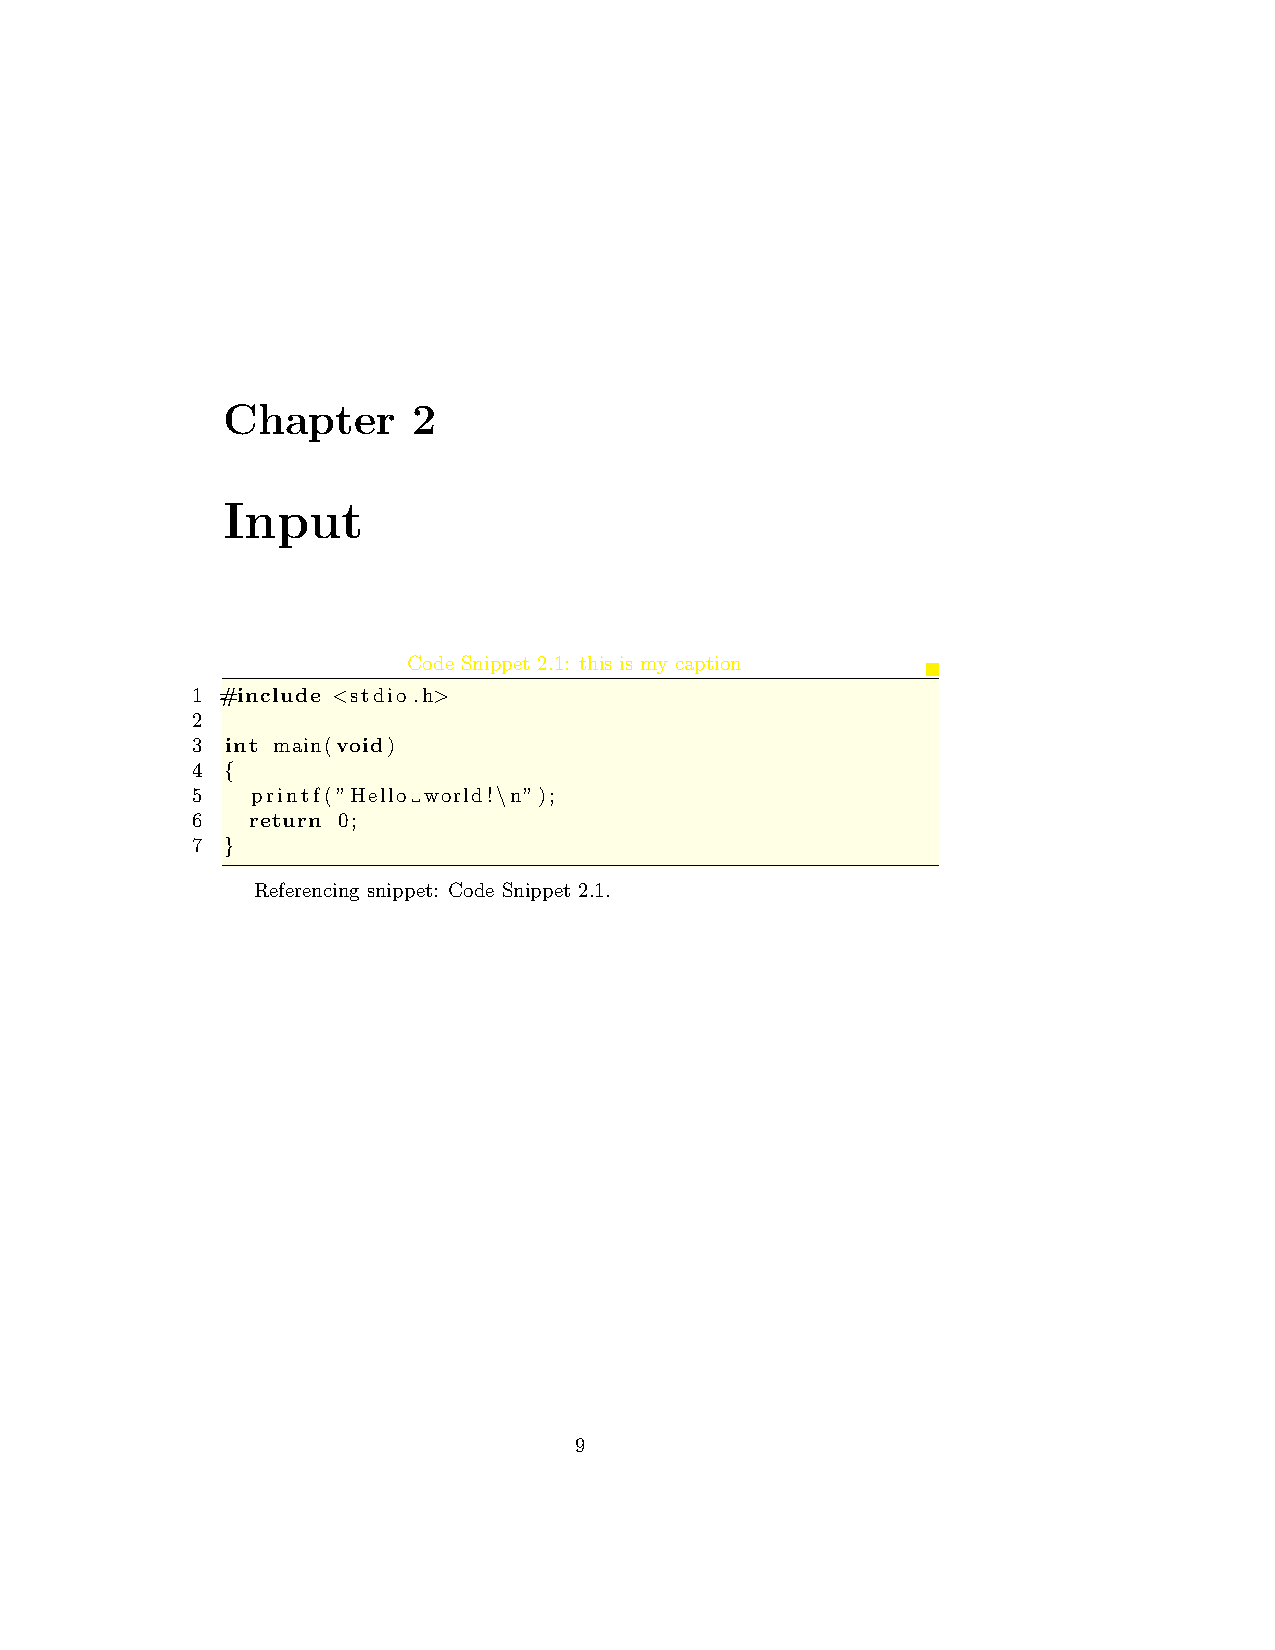 Chapter 2
Input
Code Snippet 2.1: this is my caption
1 #include <stdio.h>
2
3 int main(void)
4 {
5   printf("Hello␣world!\n");
6   return 0;
7 }
Referencing snippet: Code Snippet 2.1.
9